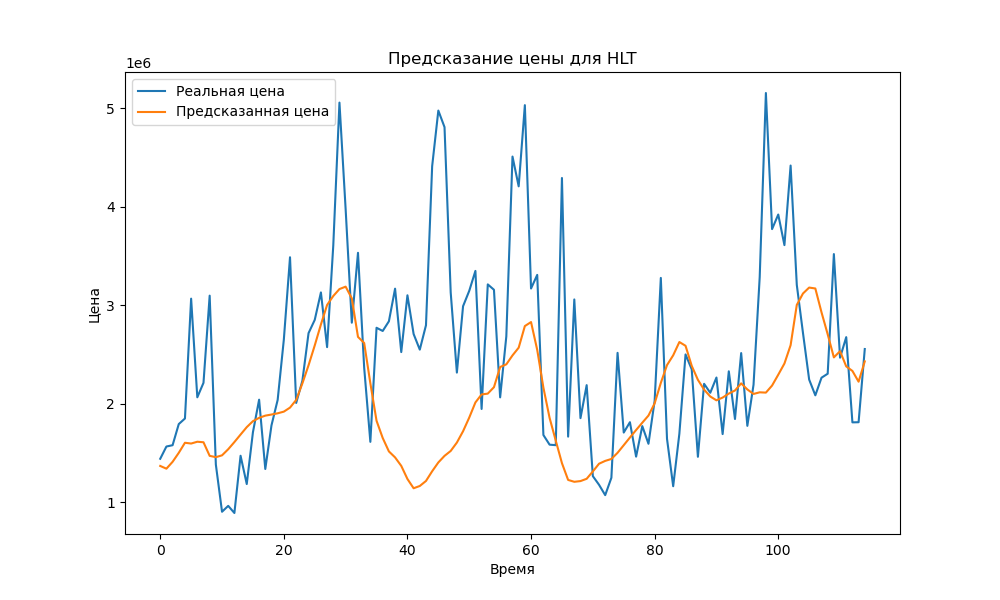 Предсказание цены для HLT
1e6
Реальная цена
Предсказанная цена
5
4
3
2
1
Цена
0 20 40 60 80 100
Время